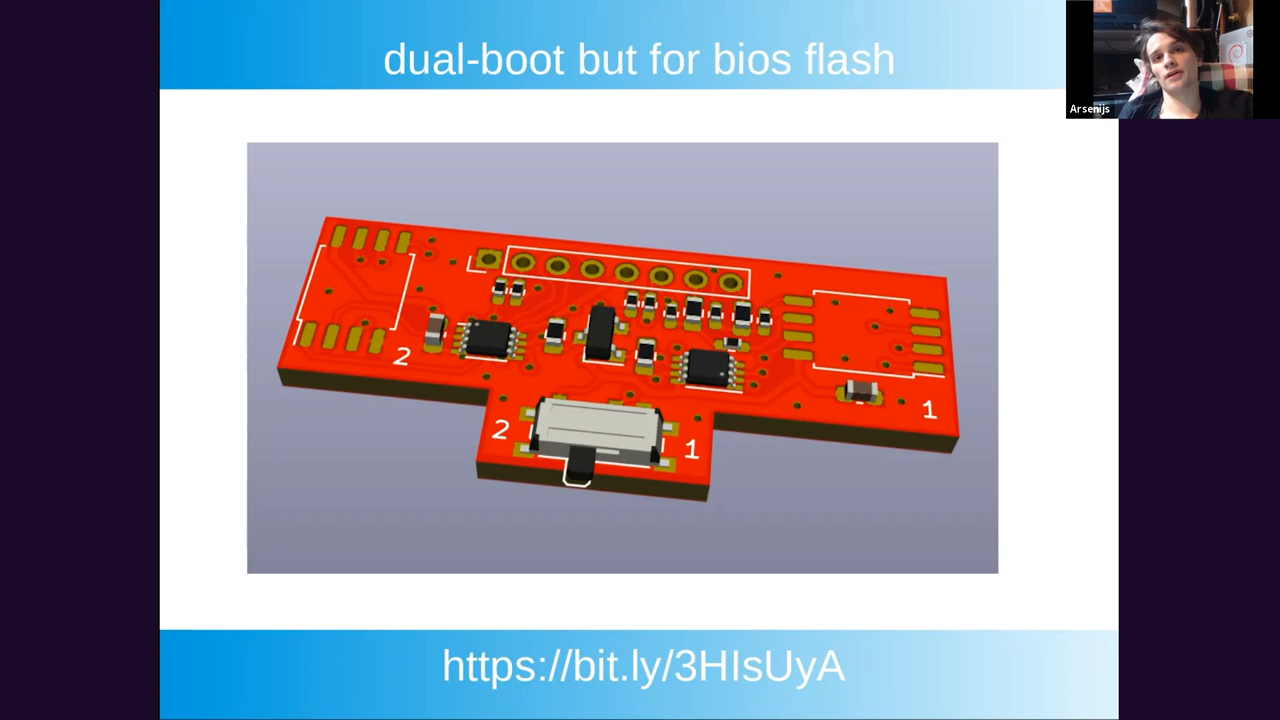 dual-boot but for bios flash
Arsenijs
2
2
1
1
https://bit.ly/3HIsUyA